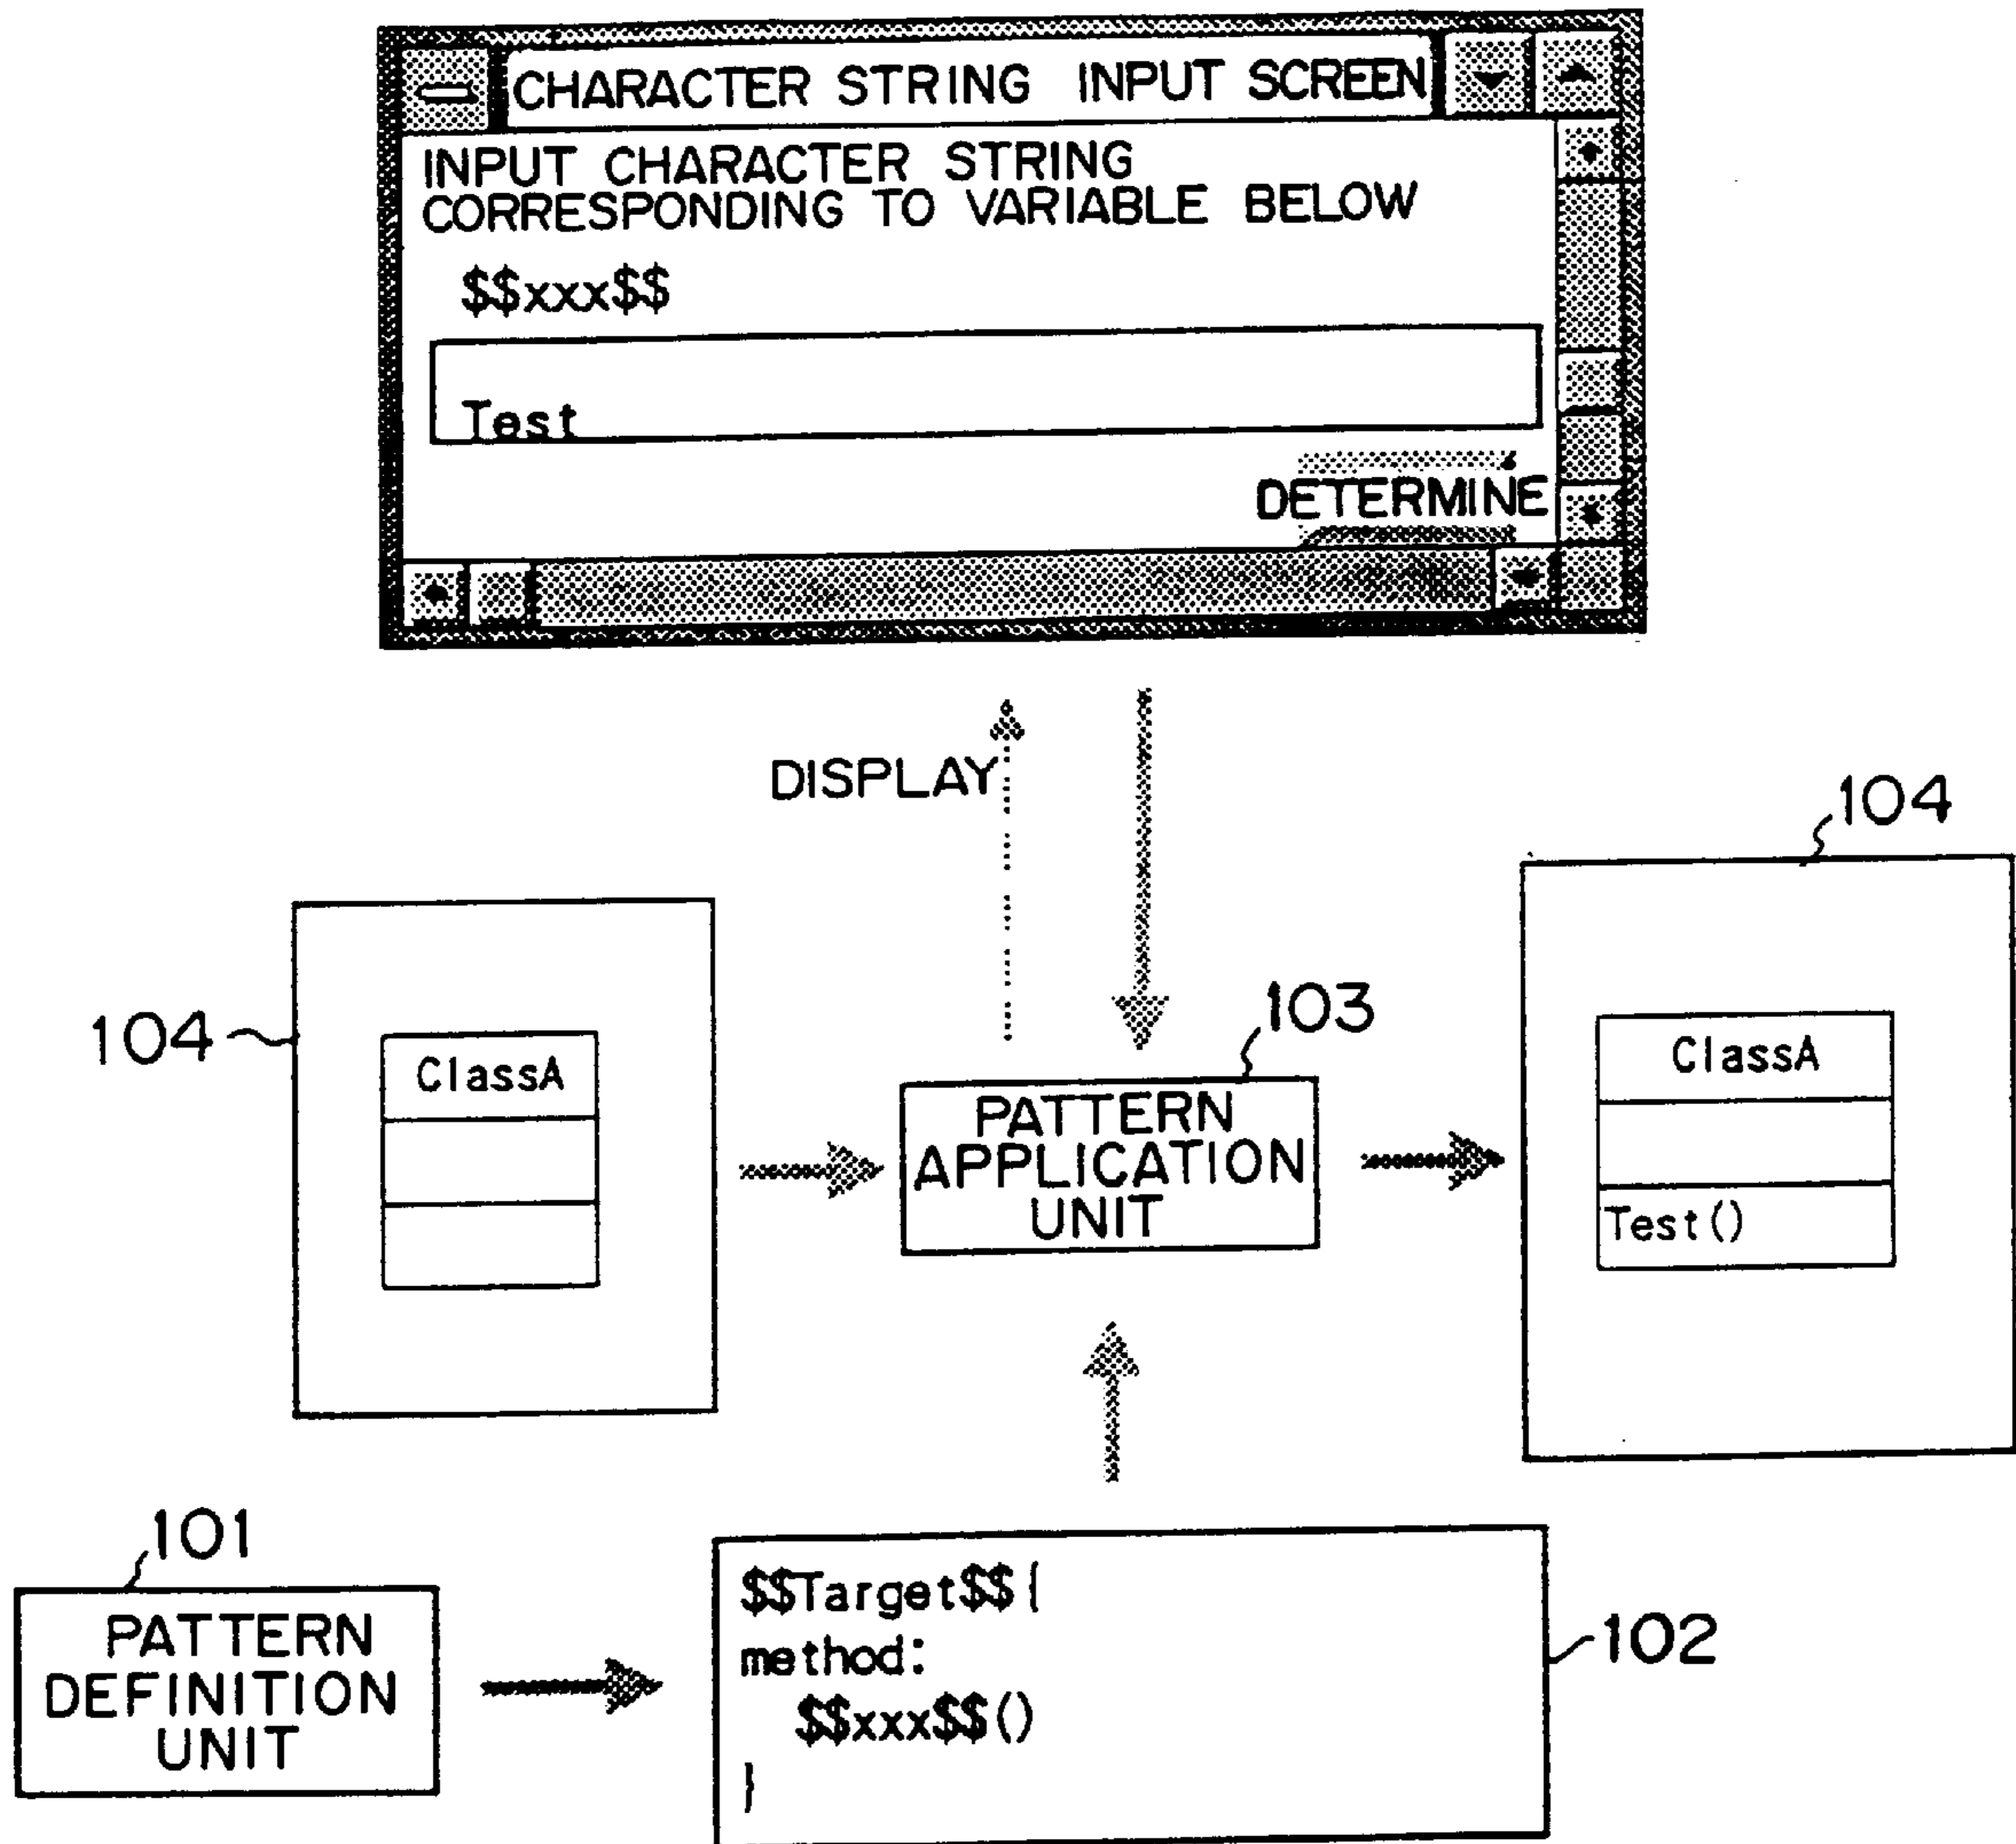 CHARACTER STRING INPUT SCREEN
INPUT CHARACTER STRING
CORRESPONDING TO VARIABLE BELOW
$$xxx$$
Test
DETERMINE
DISPLAY
104
104
103
ClassA
PATTERN
APPLICATION
UNIT
ClassA
Test()
101
PATTERN
DEFINITION
UNIT
$$Target$${
method:
$$xxx$$()
}
102